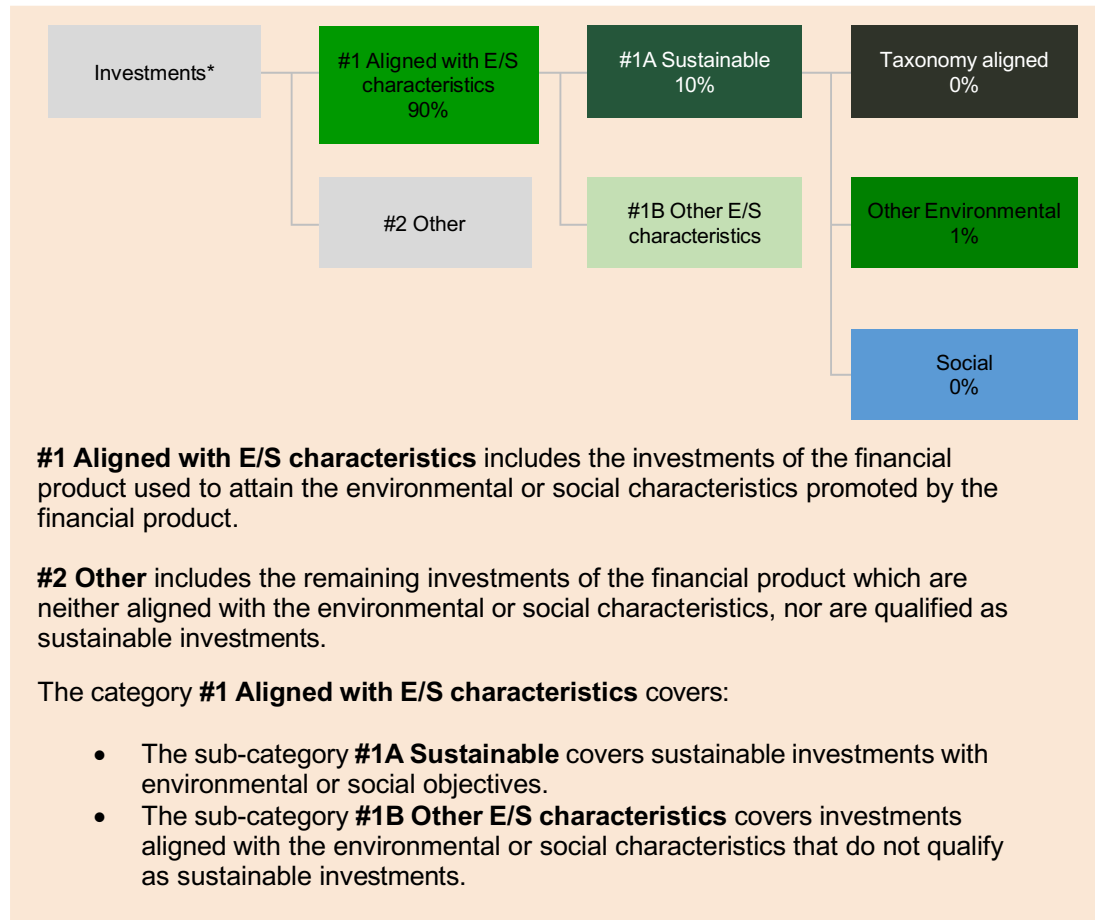 Investments*
#1 Aligned with E/S
characteristics
90%
#1A Sustainable
10%
Taxonomy aligned
0%
#2 Other
#1B Other E/S
characteristics
Other Environmental
1%
Social
0%
#1 Aligned with E/S characteristics includes the investments of the financial
product used to attain the environmental or social characteristics promoted by the
financial product.
#2 Other includes the remaining investments of the financial product which are
neither aligned with the environmental or social characteristics, nor are qualified as
sustainable investments.
The category #1 Aligned with E/S characteristics covers:
• The sub-category #1A Sustainable covers sustainable investments with
environmental or social objectives.
• The sub-category #1B Other E/S characteristics covers investments
aligned with the environmental or social characteristics that do not qualify
as sustainable investments.